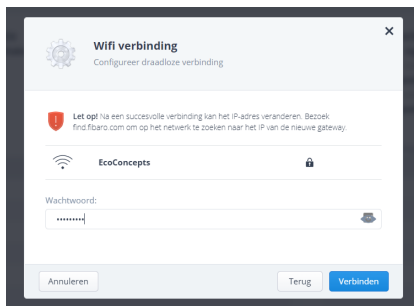 Wifi verbinding
Configureer draadloze verbinding
Let op! Na een succesvolle verbinding kan het IP-adres veranderen. Bezoek
find.fibaro.com om op het netwerk te zoeken naar het IP van de nieuwe gateway.
EcoConcepts
Wachtwoord:
•••••••••
Annuleren
Terug
Verbinden